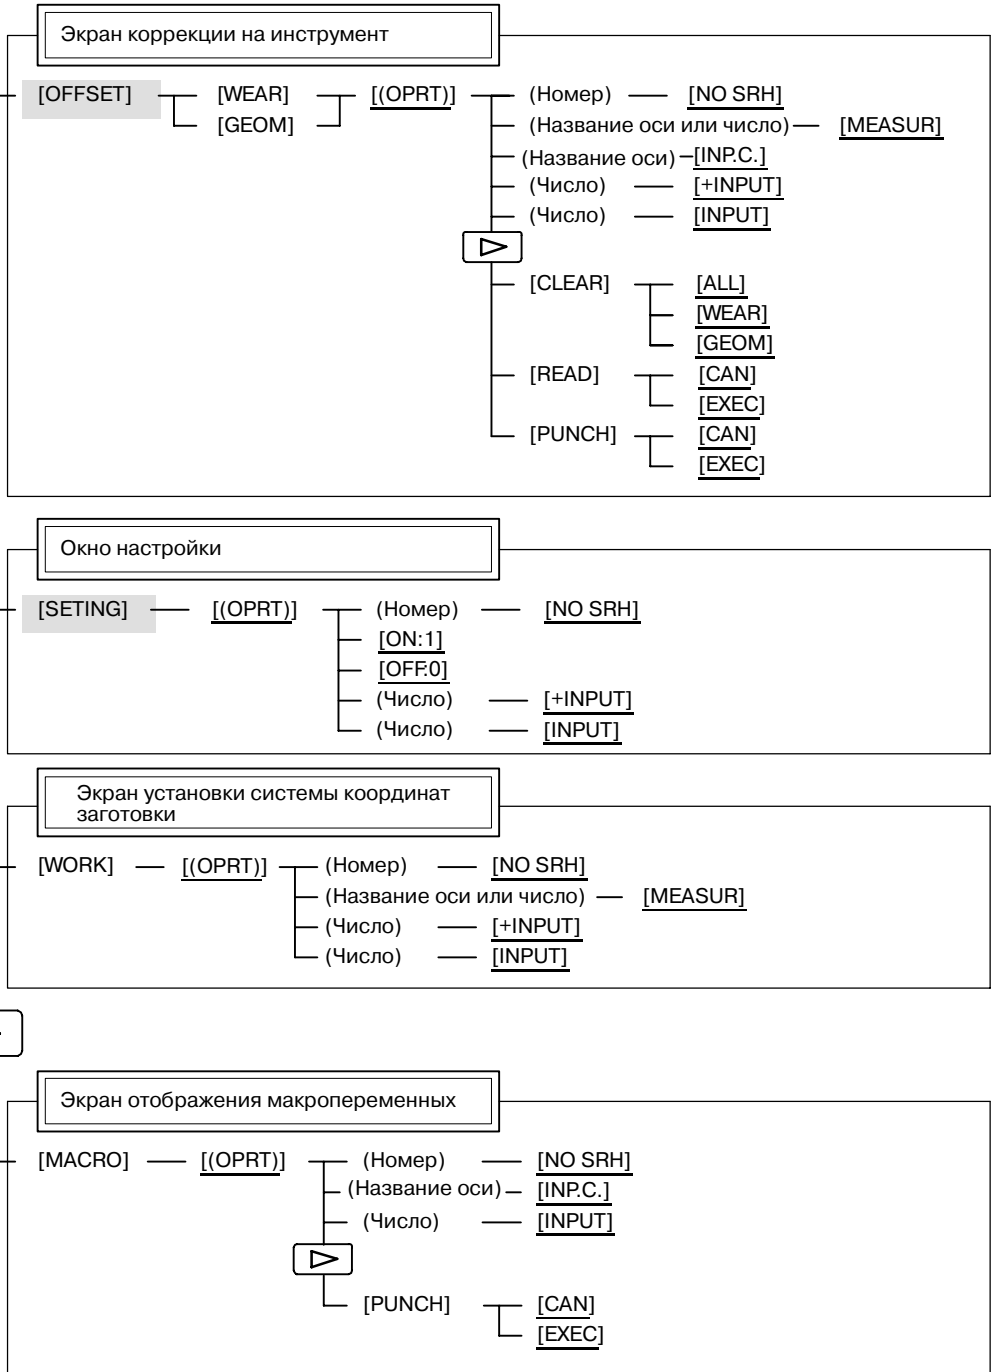 Экран коррекции на инструмент
[OFFSET] [WEAR] [(OPRT)] (Номер) [NO SRH]
[GEOM] (Название оси или число) [MEASUR]
(Название оси) [INP.C.]
(Число) [+INPUT]
(Число) [INPUT]
[CLEAR] [ALL]
[WEAR]
[GEOM]
[READ] [CAN]
[EXEC]
[PUNCH] [CAN]
[EXEC]
Окно настройки
[SETING] [(OPRT)] (Номер) [NO SRH]
[ON:1]
[OFF:0]
(Число) [+INPUT]
(Число) [INPUT]
Экран установки системы координат
заготовки
[WORK] [(OPRT)] (Номер) [NO SRH]
(Название оси или число) [MEASUR]
(Число) [+INPUT]
(Число) [INPUT]
Экран отображения макропеременных
[MACRO] [(OPRT)] (Номер) [NO SRH]
(Название оси) [INP.C.]
(Число) [INPUT]
[PUNCH] [CAN]
[EXEC]